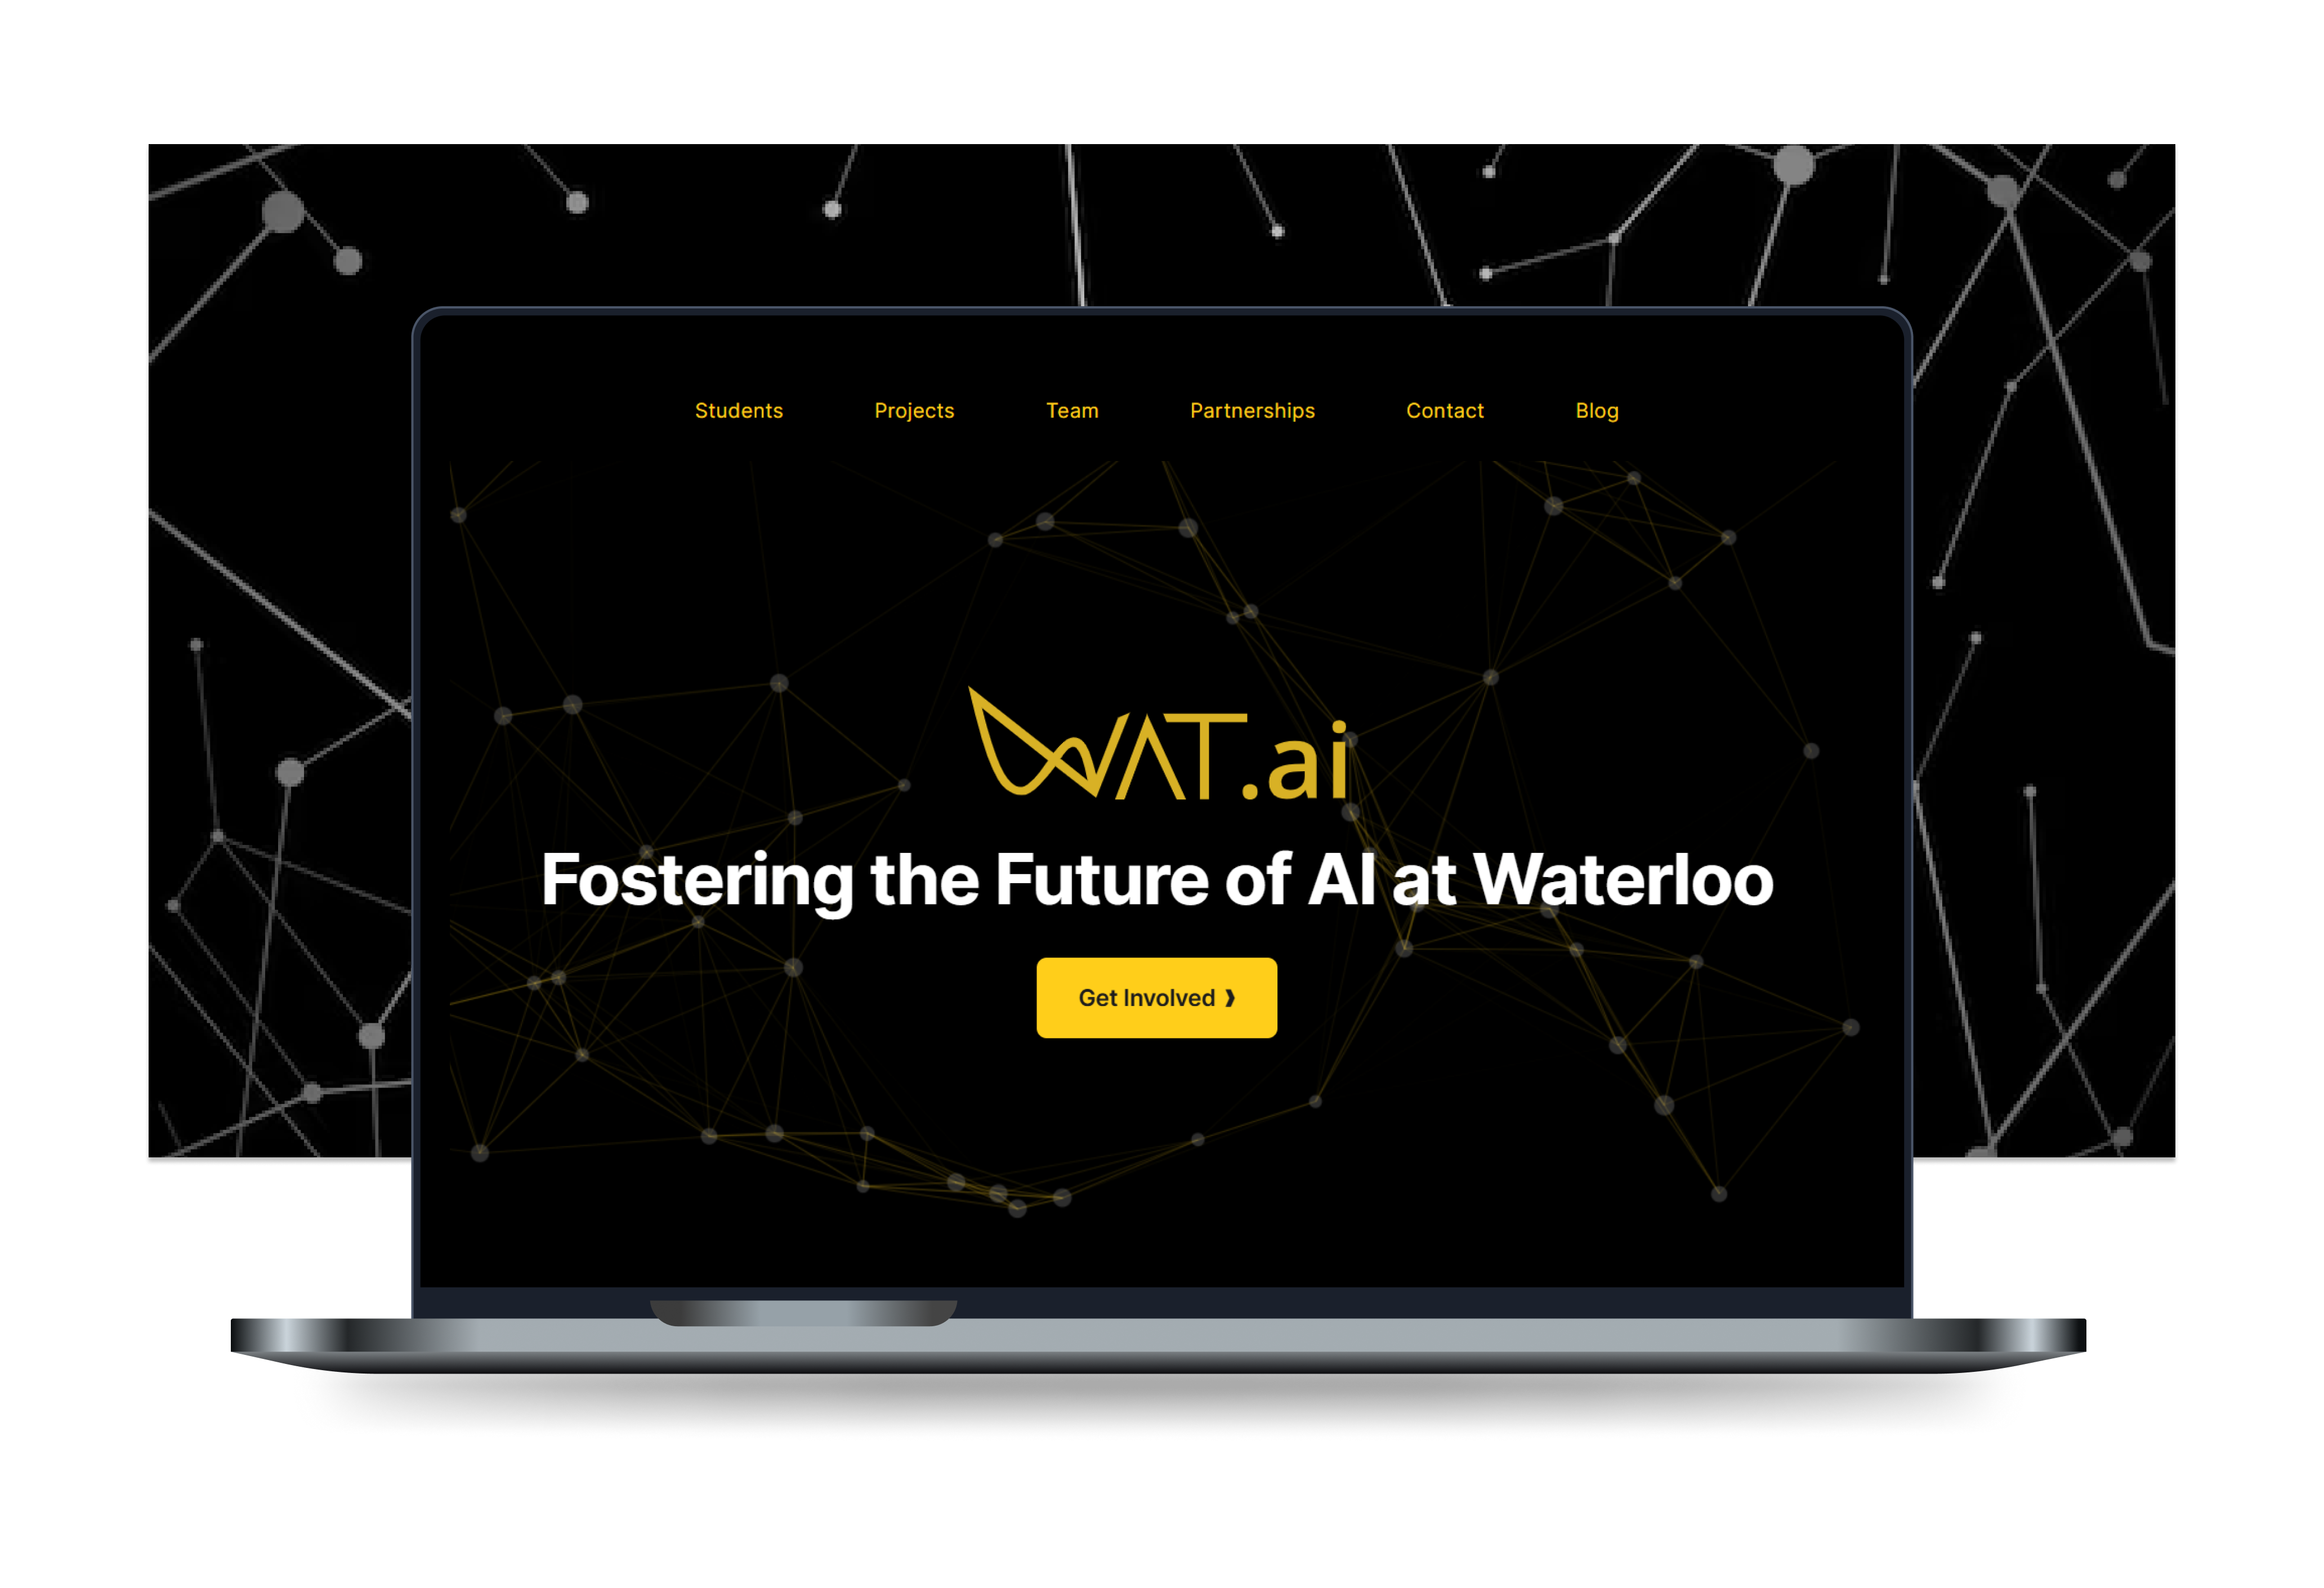 Students Projects Team Partnerships Contact Blog
WAT.ai
Fostering the Future of AI at Waterloo
Get Involved ❱